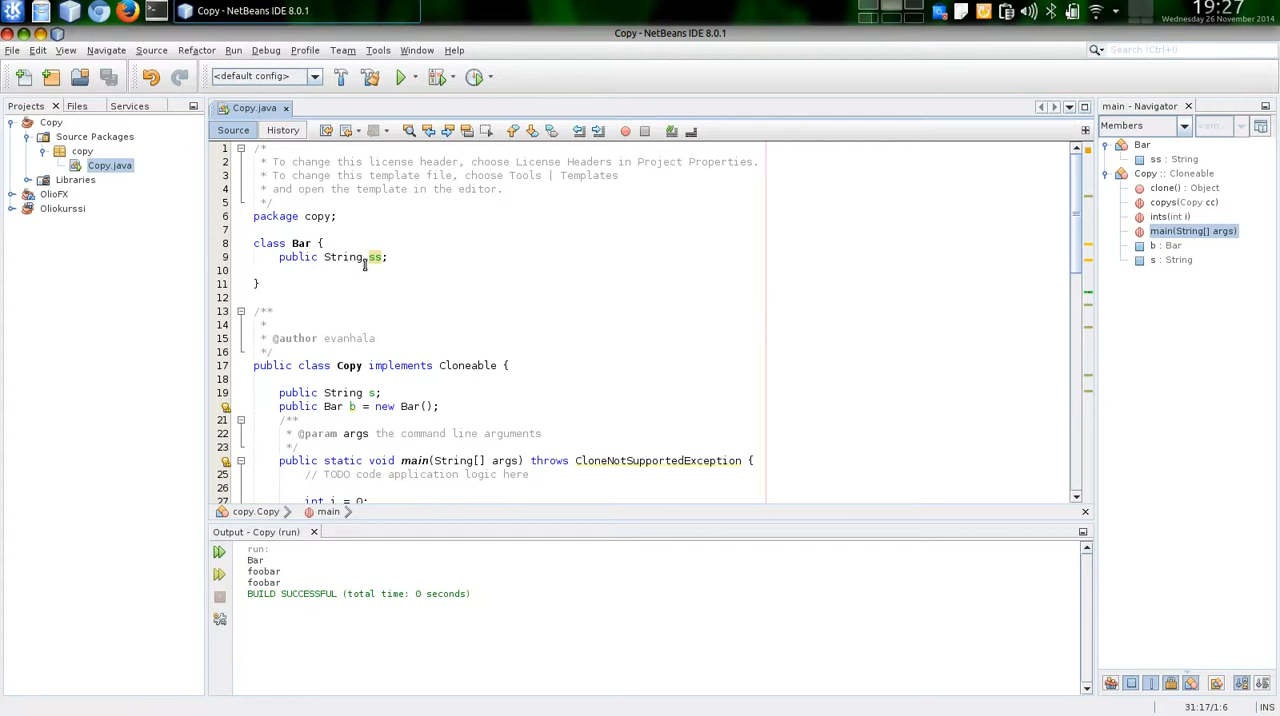 Copy - NetBeans IDE 8.0.1
19:27
Wednesday 26 November 2014
Copy - NetBeans IDE 8.0.1
File Edit View Navigate Source Refactor Run Debug Profile Team Tools Window Help
Search (Ctrl+I)
<default config>
Projects Files Services
Copy.java
main - Navigator
Source History
Members
Copy
Source Packages
copy
Copy.java
Libraries
OlioFX
Oliokurssi
1 /*
2 * To change this license header, choose License Headers in Project Properties.
3 * To change this template file, choose Tools | Templates
4 * and open the template in the editor.
5 */
6 package copy;
7
8 class Bar {
9 public String ss;
10
11 }
12
13 /**
14 *
15 * @author evanhala
16 */
17 public class Copy implements Cloneable {
18
19 public String s;
public Bar b = new Bar();
21 /**
22 * @param args the command line arguments
23 */
public static void main(String[] args) throws CloneNotSupportedException {
25 // TODO code application logic here
26
27 int i = 0;
Bar
ss : String
Copy :: Cloneable
clone() : Object
copys(Copy cc)
ints(int i)
main(String[] args)
b : Bar
s : String
copy.Copy main
Output - Copy (run)
run:
Bar
foobar
foobar
BUILD SUCCESSFUL (total time: 0 seconds)
31:17/1:6 INS